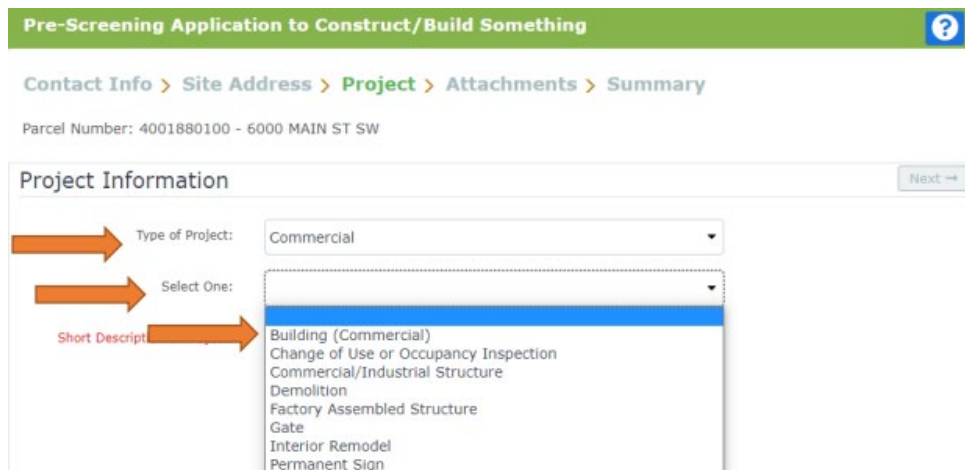 Pre-Screening Application to Construct/Build Something ?
Contact Info > Site Address > Project > Attachments > Summary
Parcel Number: 4001880100 - 6000 MAIN ST SW
Project Information
Next →
Type of Project: Commercial
Select One:
Short
Building (Commercial)
Change of Use or Occupancy Inspection
Commercial/Industrial Structure
Demolition
Factory Assembled Structure
Gate
Interior Remodel
Permanent Sign